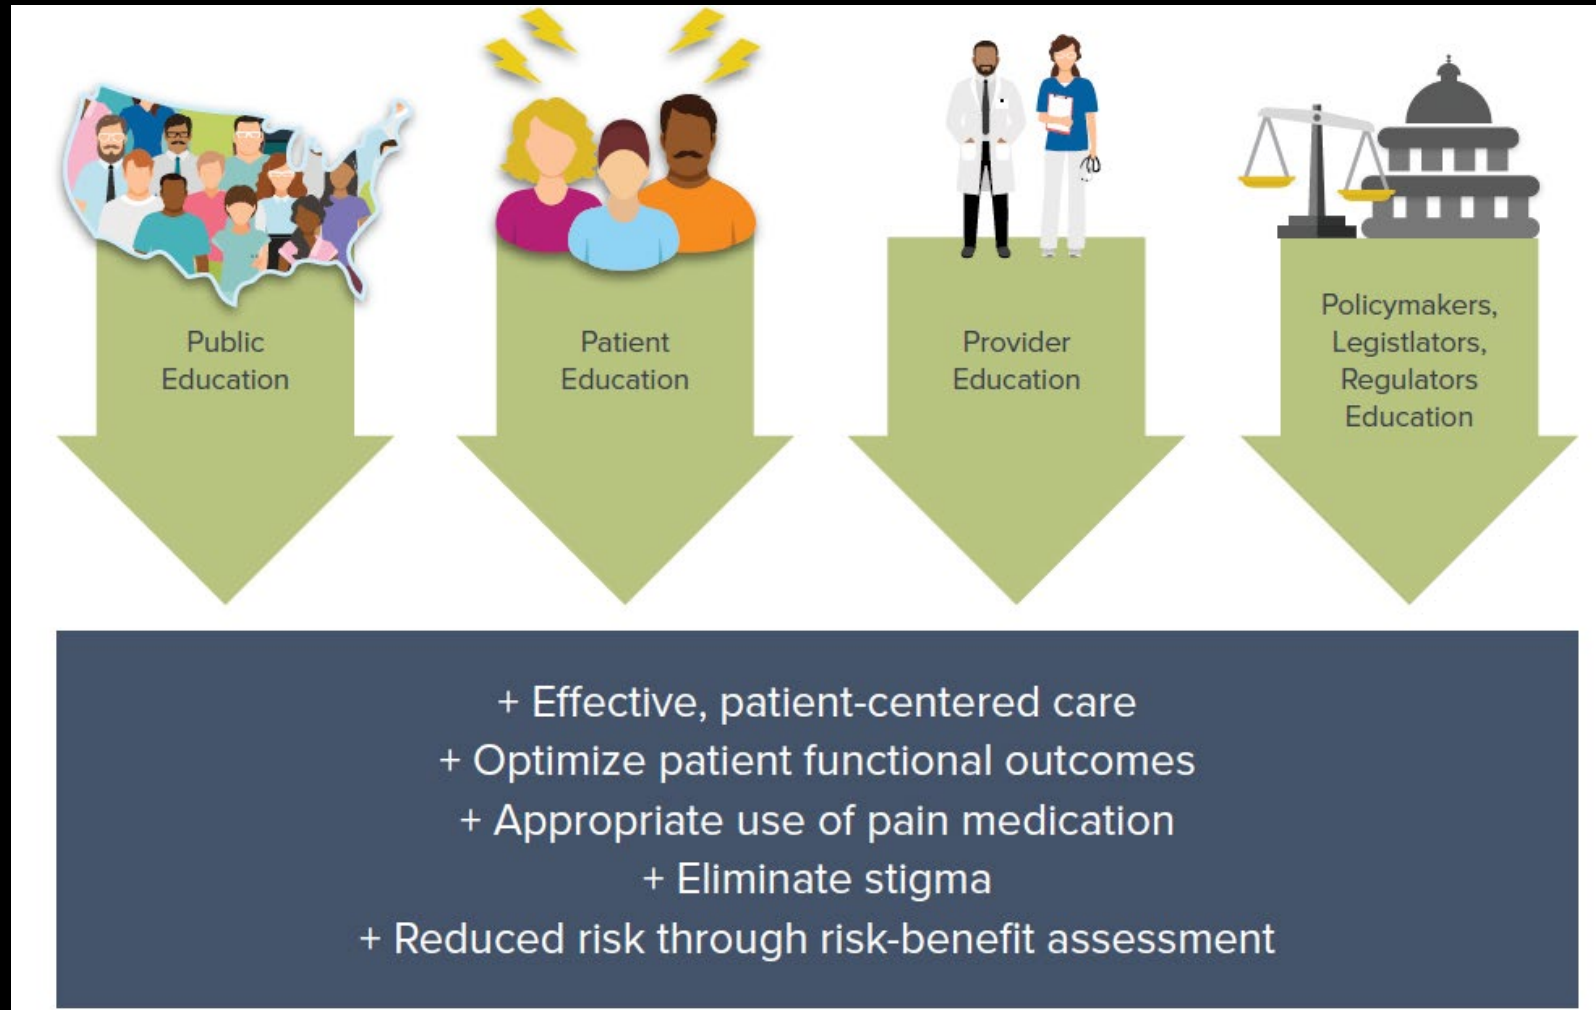 Public
Education
Patient
Education
Provider
Education
Policymakers,
Legistlators,
Regulators
Education
+ Effective, patient-centered care
+ Optimize patient functional outcomes
+ Appropriate use of pain medication
+ Eliminate stigma
+ Reduced risk through risk-benefit assessment